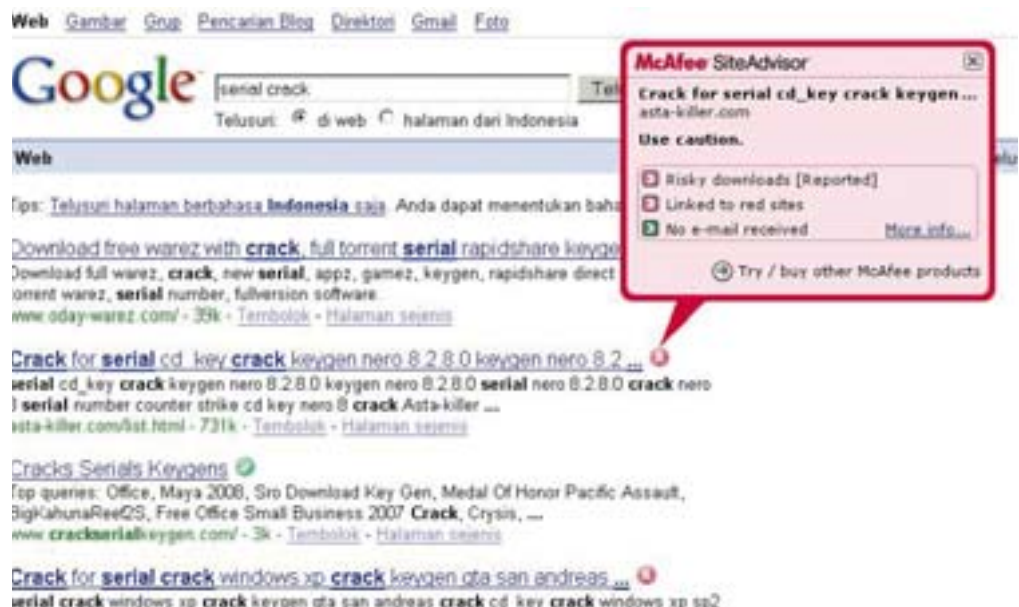 Web Gambar Grup Pencarian Blog Direktori Gmail Foto
Google
serial crack
Telusuri: di web halaman dari Indonesia
Web
Tips: Telusuri halaman berbahasa Indonesia saja. Anda dapat menentukan baha
Download free warez with crack, full torrent serial rapidshare keyge
Download full warez, crack, new serial, appz, gamez, keygen, rapidshare direct
torrent warez, serial number, fullversion software.
www.oday-warez.com/ - 39k - Tembolok - Halaman sejenis
Crack for serial cd_key crack keygen nero 8.2.8.0 keygen nero 8.2 ...
serial cd_key crack keygen nero 8.2.8.0 keygen nero 8.2.8.0 serial nero 8.2.8.0 crack nero
8 serial number counter strike cd key nero 8 crack Asta-killer ...
asta-killer.com/list.html - 731k - Tembolok - Halaman sejenis
Cracks Serials Keygens
Top queries: Office, Maya 2008, Sro Download Key Gen, Medal Of Honor Pacific Assault,
BigKahunaReef2S, Free Office Small Business 2007 Crack, Crysis, ...
www.crackserialkeygen.com/ - 3k - Tembolok - Halaman sejenis
Crack for serial crack windows xp crack keygen gta san andreas ...
serial crack windows xp crack keygen gta san andreas crack cd_key crack windows xp sp2
McAfee SiteAdvisor
Crack for serial cd_key crack keygen ...
asta-killer.com
Use caution.
Risky downloads [Reported]
Linked to red sites
No e-mail received More info...
Try / buy other McAfee products